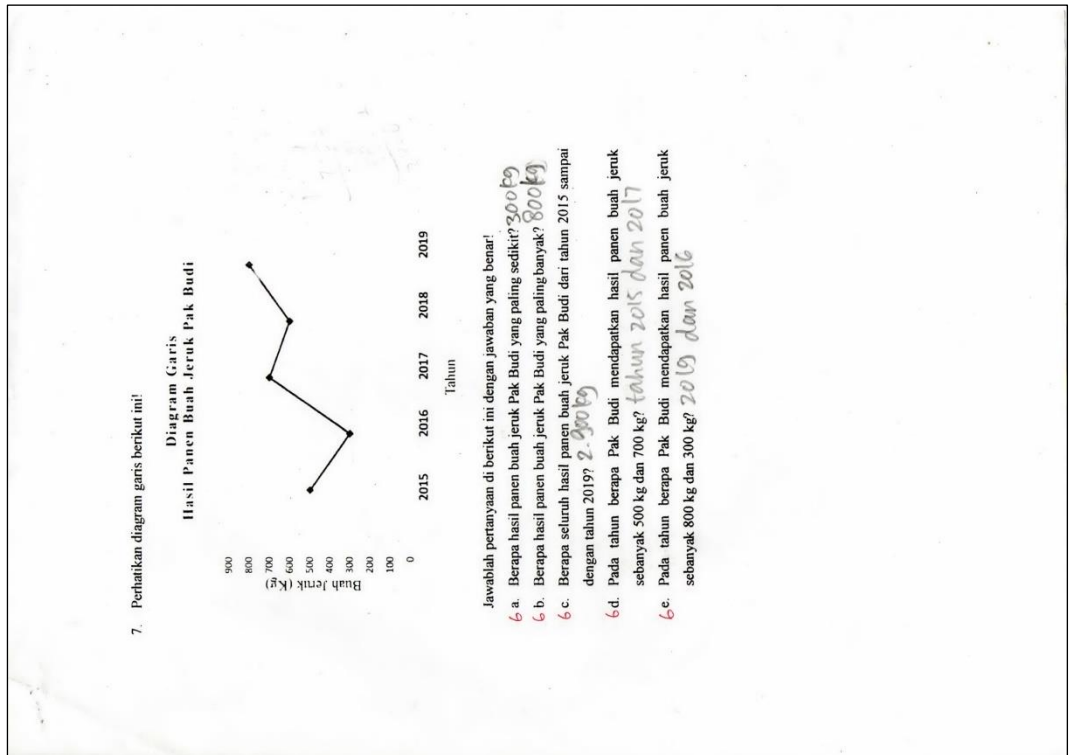 7. Perhatikan diagram garis berikut ini!
Diagram Garis
Hasil Panen Buah Jeruk Pak Budi
Buah Jeruk (Kg)
900
800
700
600
500
400
300
200
100
0
2015 2016 2017 2018 2019
Tahun
Jawablah pertanyaan di berikut ini dengan jawaban yang benar!
6 a. Berapa hasil panen buah jeruk Pak Budi yang paling sedikit? 300 kg
6 b. Berapa hasil panen buah jeruk Pak Budi yang palingbanyak? 800 kg
6 c. Berapa seluruh hasil panen buah jeruk Pak Budi dari tahun 2015 sampai
dengan tahun 2019? 2.900 kg
6 d. Pada tahun berapa Pak Budi mendapatkan hasil panen buah jeruk
sebanyak 500 kg dan 700 kg? tahun 2015 dan 2017
6 e. Pada tahun berapa Pak Budi mendapatkan hasil panen buah jeruk
sebanyak 800 kg dan 300 kg? 2019 dan 2016